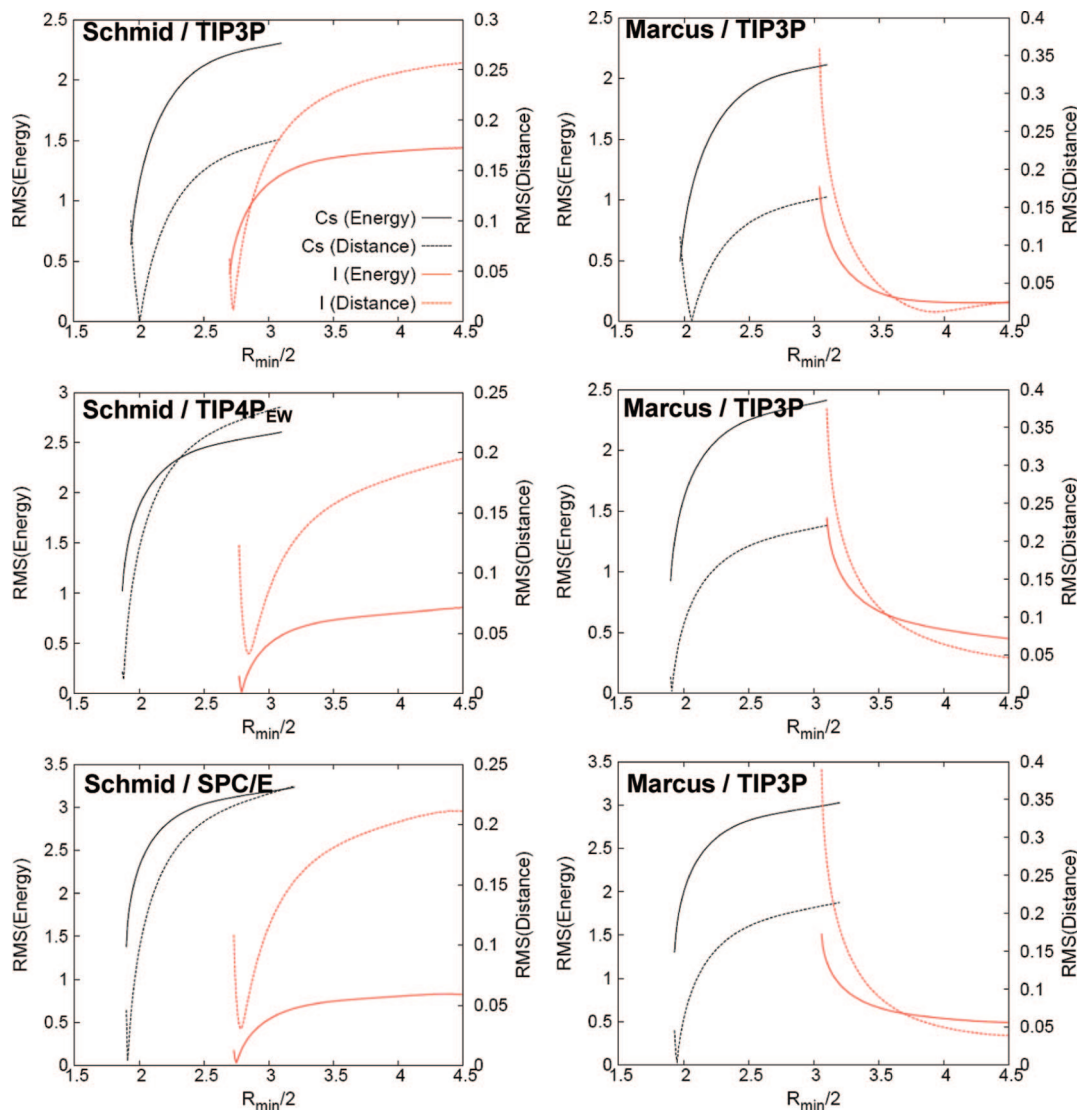 Schmid / TIP3P
RMS(Energy)
2.5
2
1.5
1
0.5
0
0.3
0.25
0.2
0.15
0.1
0.05
0
RMS(Distance)
Cs (Energy)
Cs (Distance)
I (Energy)
I (Distance)
1.5 2 2.5 3 3.5 4 4.5
Rmin/2
Marcus / TIP3P
RMS(Energy)
2.5
2
1.5
1
0.5
0
0.4
0.35
0.3
0.25
0.2
0.15
0.1
0.05
0
RMS(Distance)
1.5 2 2.5 3 3.5 4 4.5
Rmin/2
Schmid / TIP4PEW
RMS(Energy)
3
2.5
2
1.5
1
0.5
0
0.25
0.2
0.15
0.1
0.05
0
RMS(Distance)
1.5 2 2.5 3 3.5 4 4.5
Rmin/2
Marcus / TIP3P
RMS(Energy)
2.5
2
1.5
1
0.5
0
0.4
0.35
0.3
0.25
0.2
0.15
0.1
0.05
0
RMS(Distance)
1.5 2 2.5 3 3.5 4 4.5
Rmin/2
Schmid / SPC/E
RMS(Energy)
3.5
3
2.5
2
1.5
1
0.5
0
0.25
0.2
0.15
0.1
0.05
0
RMS(Distance)
1.5 2 2.5 3 3.5 4 4.5
Rmin/2
Marcus / TIP3P
RMS(Energy)
3.5
3
2.5
2
1.5
1
0.5
0
0.4
0.35
0.3
0.25
0.2
0.15
0.1
0.05
0
RMS(Distance)
1.5 2 2.5 3 3.5 4 4.5
Rmin/2